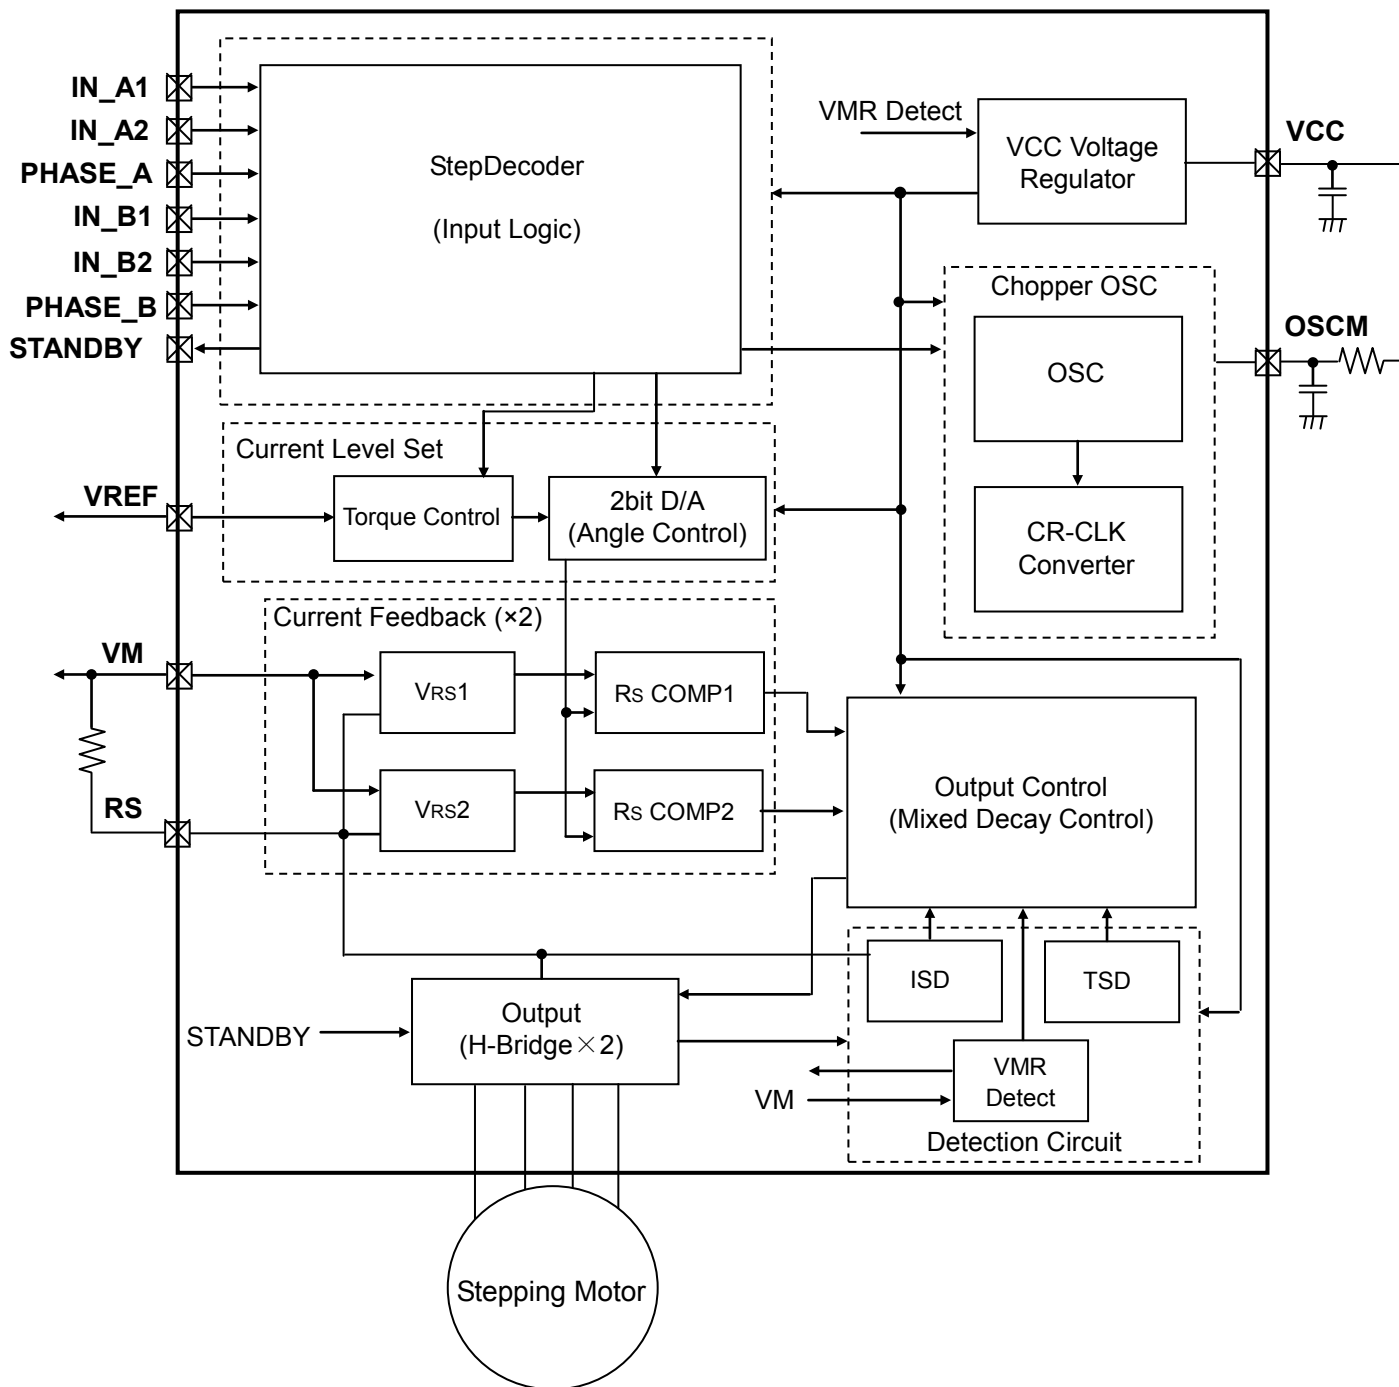 IN_A1
IN_A2
PHASE_A
IN_B1
IN_B2
PHASE_B
STANDBY
StepDecoder
(Input Logic)
VMR Detect
VCC Voltage
Regulator
VCC
Chopper OSC
OSC
CR-CLK
Converter
OSCM
Current Level Set
VREF
Torque Control
2bit D/A
(Angle Control)
Current Feedback (×2)
VM
VRS1
RS COMP1
VRS2
RS COMP2
RS
Output Control
(Mixed Decay Control)
ISD
TSD
STANDBY
Output
(H-Bridge×2)
VM
VMR
Detect
Detection Circuit
Stepping Motor